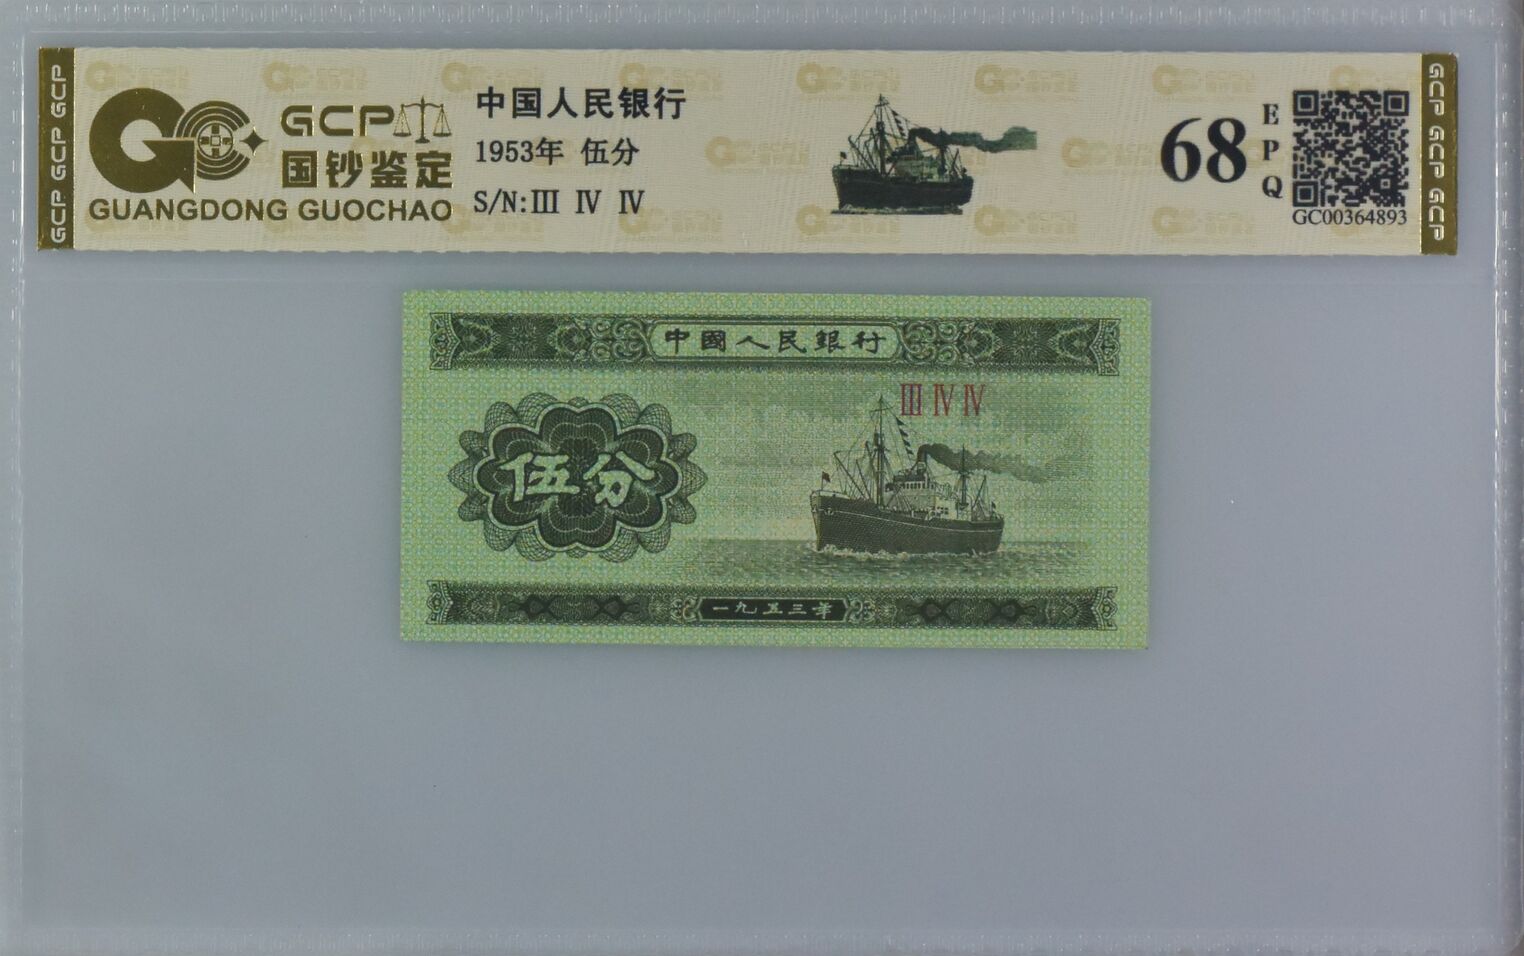 GCP GCP GCP
GCP
国钞鉴定
GUANGDONG GUOCHAO
中国人民银行
1953年 伍分
S/N:Ⅲ Ⅳ Ⅳ
68
EPQ
GC00364893
GCP GCP GCP
中國人民銀行
Ⅲ Ⅳ Ⅳ
伍分
一九五三年